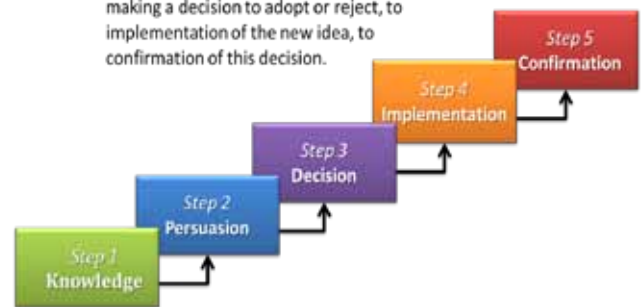 making a decision to adopt or reject, to
implementation of the new idea, to
confirmation of this decision.
Step 1
Knowledge
Step 2
Persuasion
Step 3
Decision
Step 4
Implementation
Step 5
Confirmation